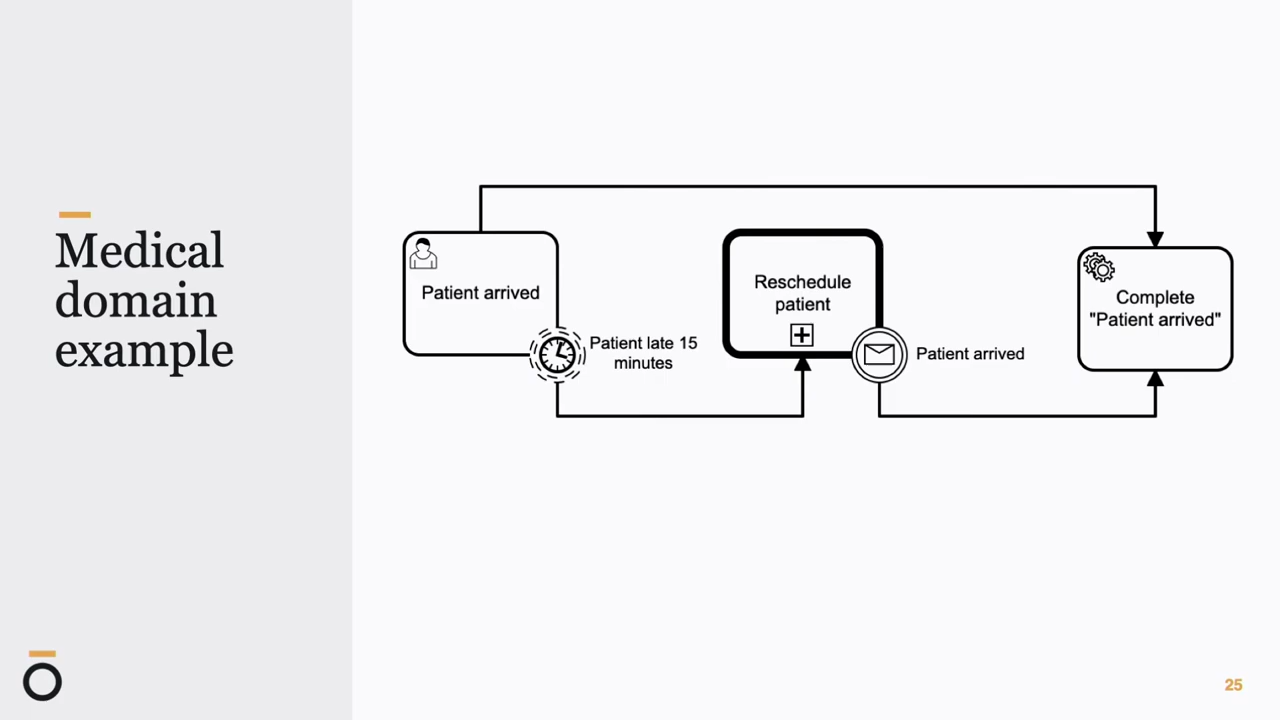 Medical
domain
example
Patient arrived
Patient late 15
minutes
Reschedule
patient
Patient arrived
Complete
"Patient arrived"
25